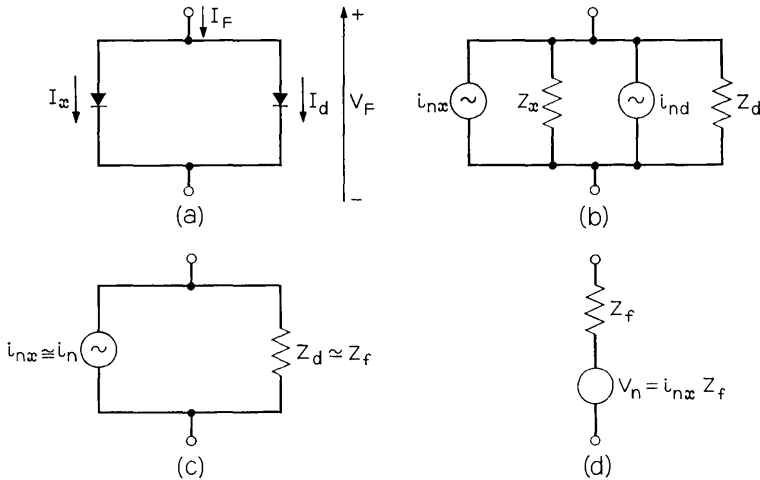 I_F
+
I_x
I_d
V_F
−
(a)
i_nx
Z_x
i_nd
Z_d
(b)
i_nx ≅ i_n
Z_d ≃ Z_f
(c)
Z_f
V_n = i_nx Z_f
(d)